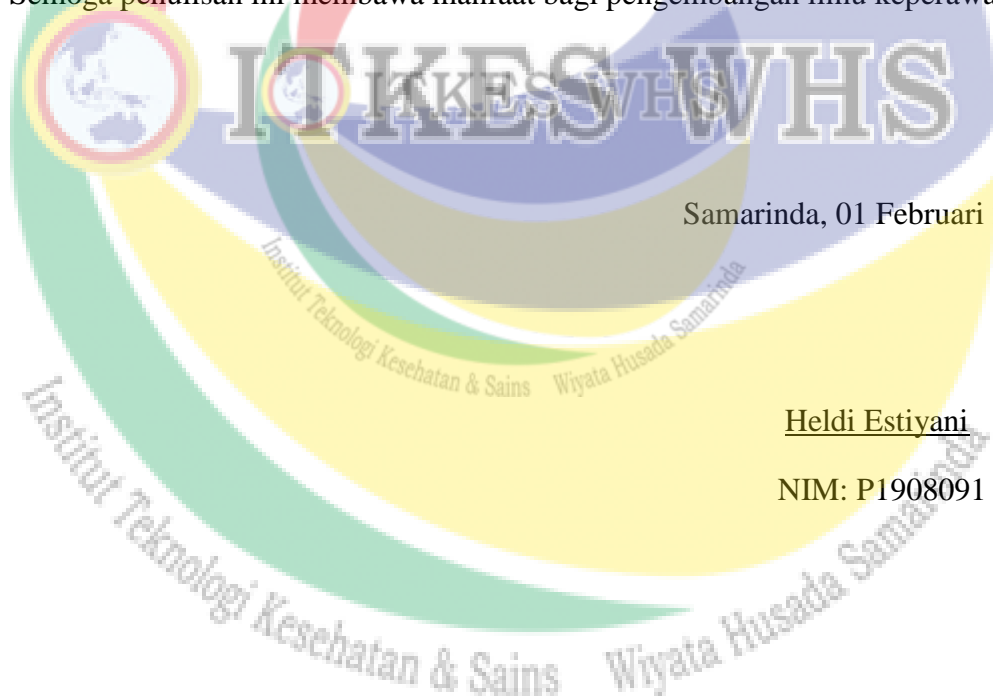 Semoga penulisan ini membawa manfaat bagi pengembangan ilmu
ITKES WHS
ITKES WHS
Samarinda, 01 Februari
Institut Teknologi Kesehatan & Sains Wiyata Husada Samarinda
Heldi Estiyani
NIM: P1908091
Institut Teknologi Kesehatan & Sains Wiyata Husada Samarinda